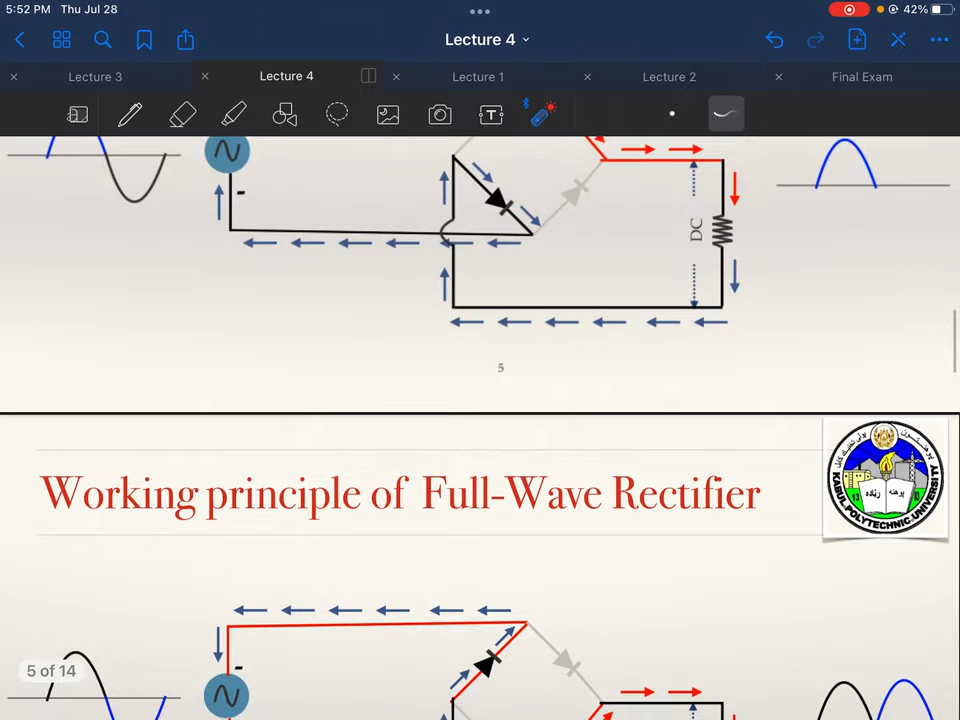 5:52 PM Thu Jul 28
42%
Lecture 4
Lecture 3
Lecture 4
Lecture 1
Lecture 2
Final Exam
T
-
DC
5
Working principle of Full-Wave Rectifier
KABUL POLYTECHNIC UNIVERSITY
-
5 of 14